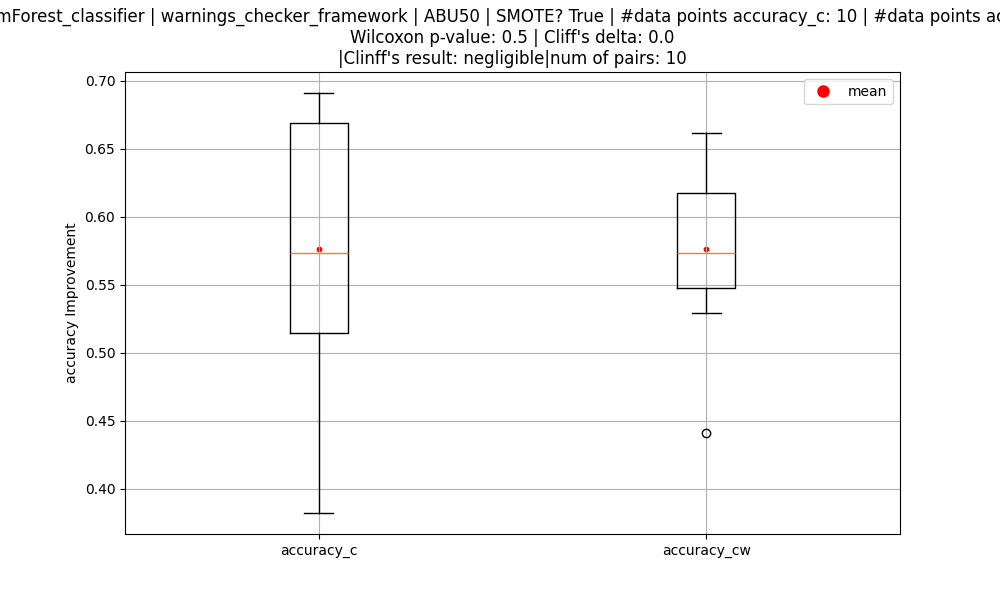 mForest_classifier | warnings_checker_framework | ABU50 | SMOTE? True | #data points accuracy_c: 10 | #data points ac
Wilcoxon p-value: 0.5 | Cliff's delta: 0.0
|Clinff's result: negligible|num of pairs: 10
mean
0.70
0.65
0.60
0.55
0.50
0.45
0.40
accuracy Improvement
accuracy_c
accuracy_cw